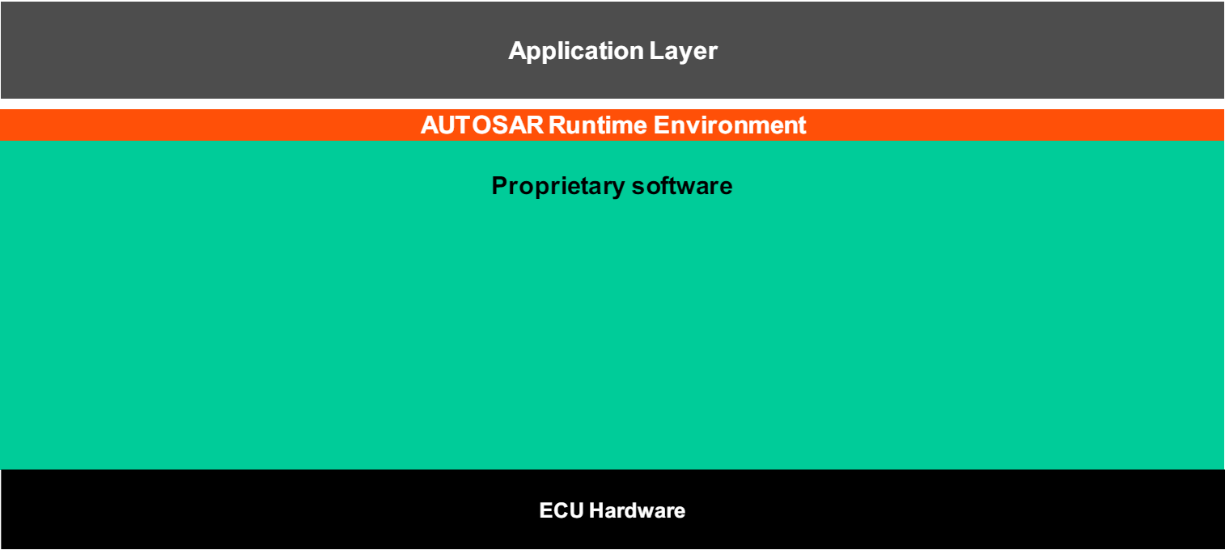 Application Layer
AUTOSAR Runtime Environment
Proprietary software
ECU Hardware